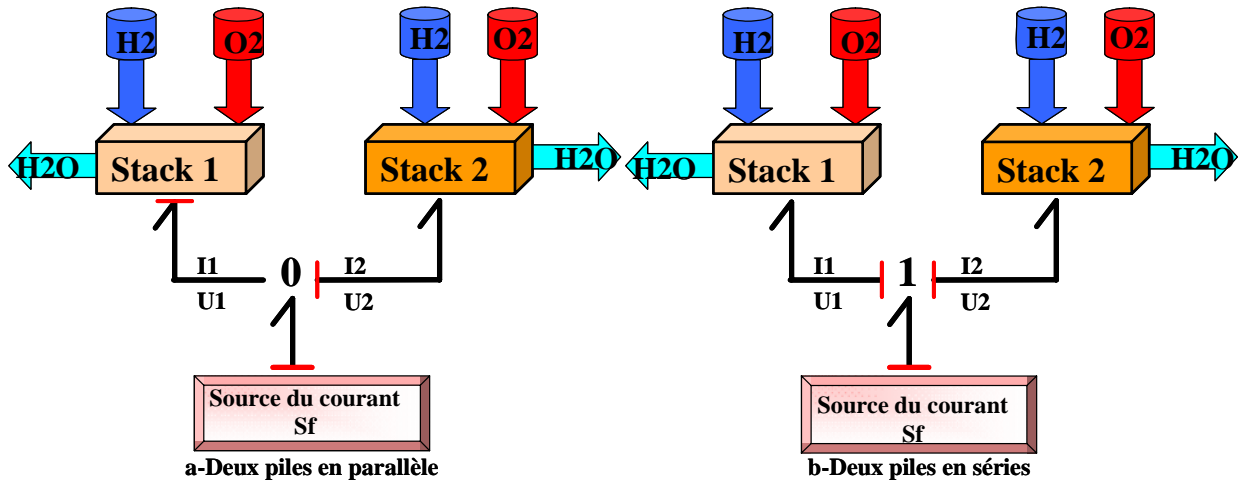 H2 O2 H2 O2
H2O Stack 1 Stack 2 H2O
I1 0 I2
U1 U2
Source du courant
Sf
a-Deux piles en parallèle
H2 O2 H2 O2
H2O Stack 1 Stack 2 H2O
I1 1 I2
U1 U2
Source du courant
Sf
b-Deux piles en séries